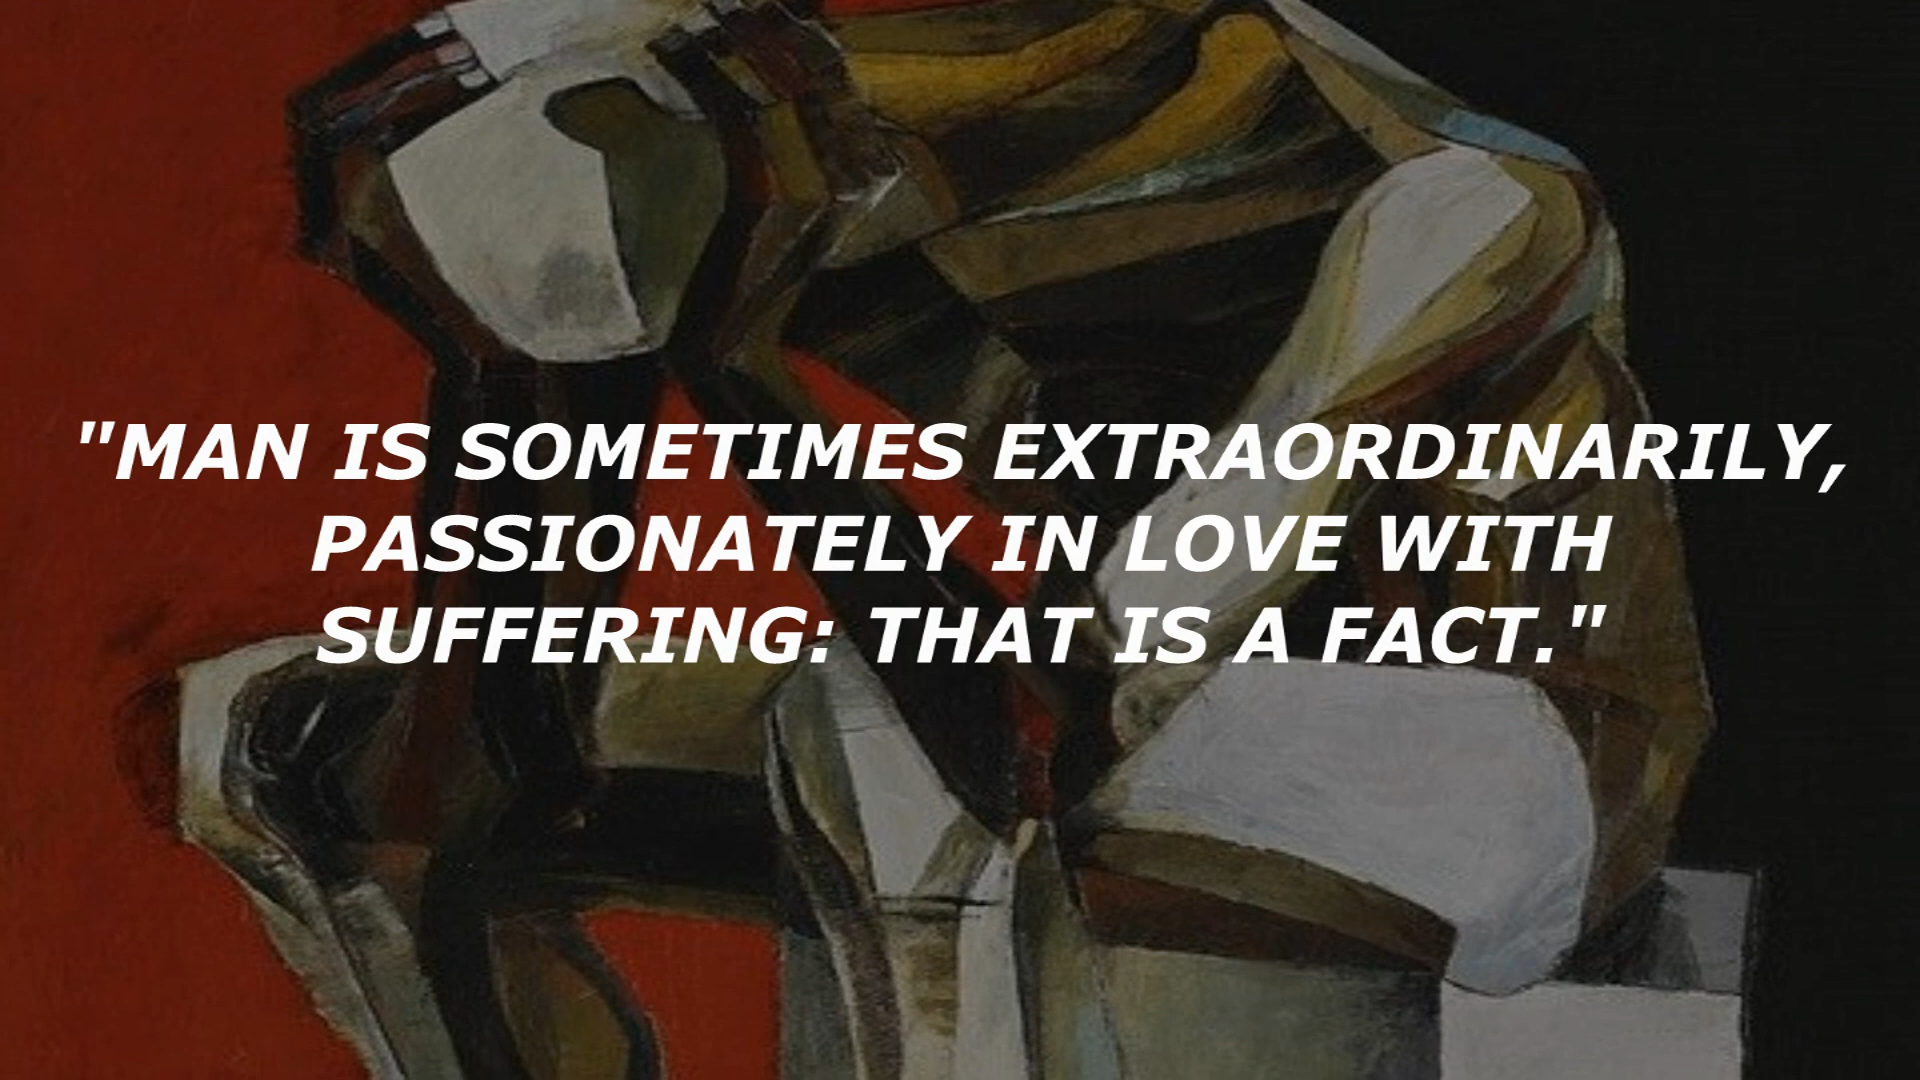 "MAN IS SOMETIMES EXTRAORDINARILY,
PASSIONATELY IN LOVE WITH
SUFFERING: THAT IS A FACT."